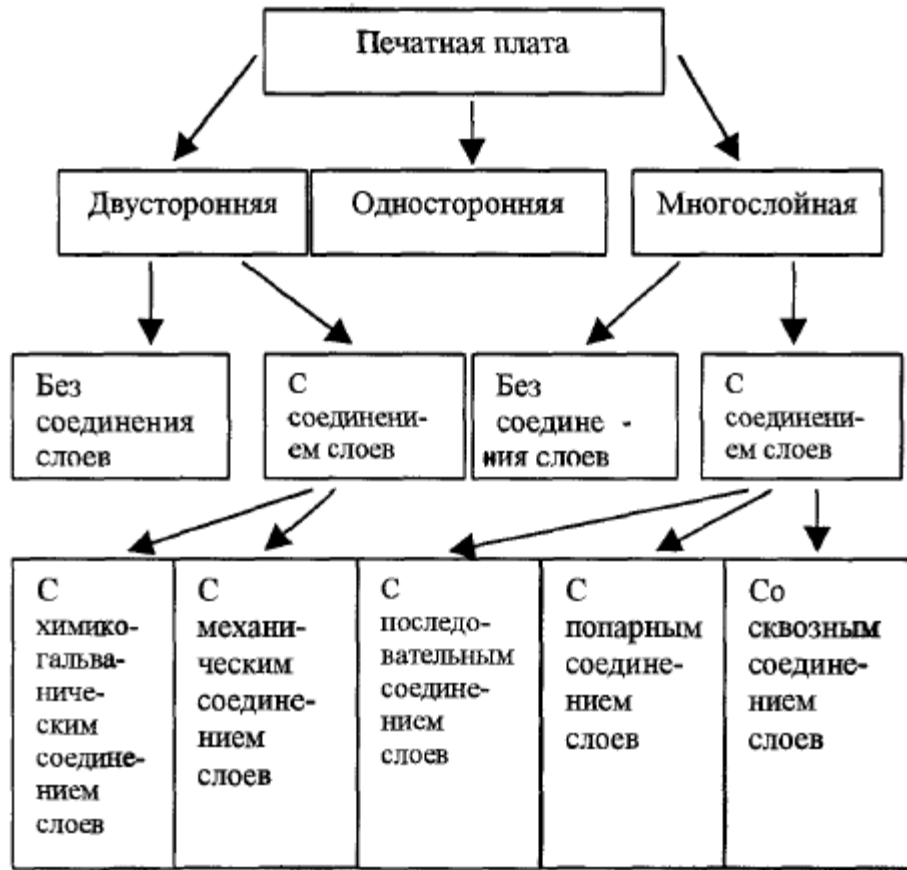 Печатная плата
Двусторонняя
Односторонняя
Многослойная
Без
соединения
слоев
С
соединени-
ем слоев
Без
соедине -
ния слоев
С
соединени-
ем слоев
С
химико-
гальва-
ниче-
ским
соедине-
нием
слоев
С
механи-
ческим
соедине-
нием
слоев
С
последо-
вательным
соедине-
нием
слоев
С
попарным
соедине-
нием
слоев
Со
сквозным
соедине-
нием
слоев